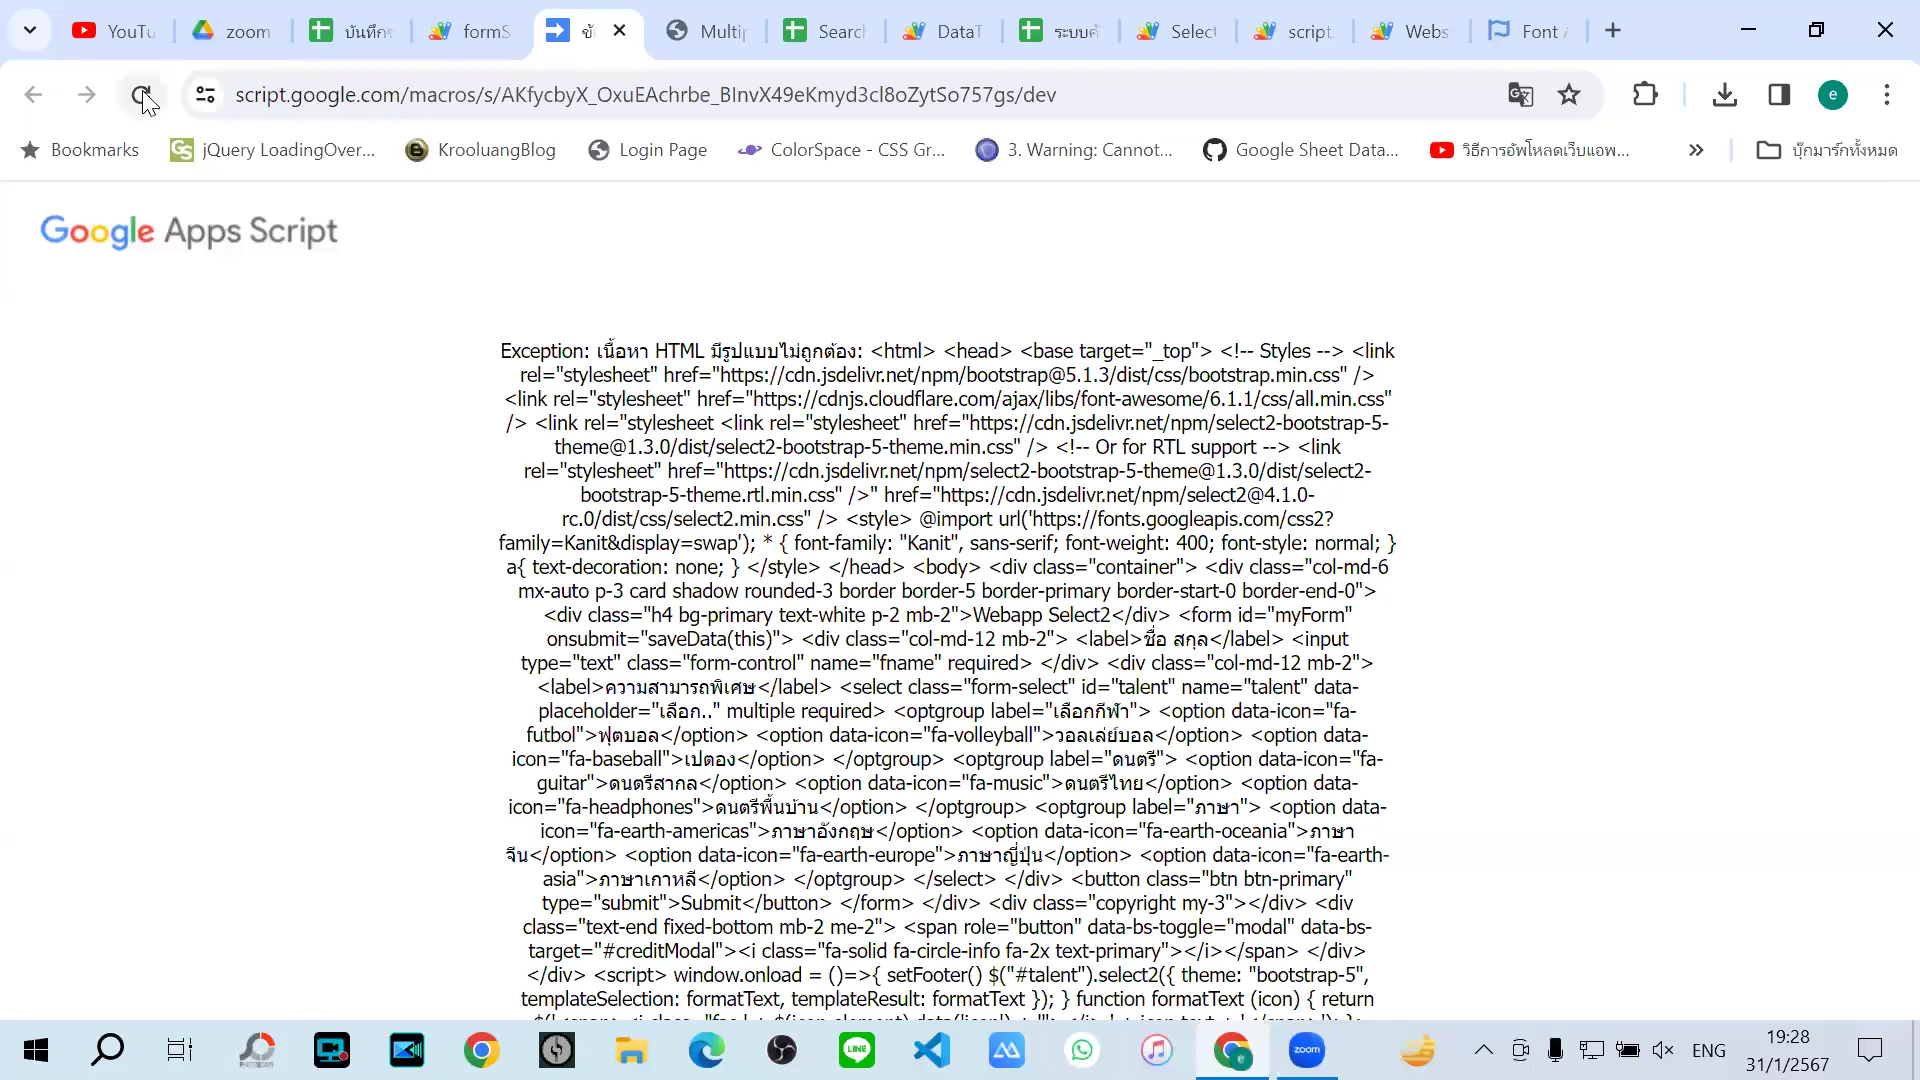 YouTu
zoom
บันทึก
formS
ข้
Multip
Searc
DataT
ระบบค้
Select
script.
Webs
Font A
script.google.com/macros/s/AKfycbyX_OxuEAchrbe_BInvX49eKmyd3cl8oZytSo757gs/dev
e
Bookmarks
GS jQuery LoadingOver...
KrooluangBlog
Login Page
ColorSpace - CSS Gr...
3. Warning: Cannot...
Google Sheet Data...
วิธีการอัพโหลดเว็บแอพ...
บุ๊กมาร์กทั้งหมด
Google Apps Script
Exception: เนื้อหา HTML มีรูปแบบไม่ถูกต้อง: <html> <head> <base target="_top"> <!-- Styles --> <link
rel="stylesheet" href="https://cdn.jsdelivr.net/npm/bootstrap@5.1.3/dist/css/bootstrap.min.css" />
<link rel="stylesheet" href="https://cdnjs.cloudflare.com/ajax/libs/font-awesome/6.1.1/css/all.min.css"
/> <link rel="stylesheet <link rel="stylesheet" href="https://cdn.jsdelivr.net/npm/select2-bootstrap-5-
theme@1.3.0/dist/select2-bootstrap-5-theme.min.css" /> <!-- Or for RTL support --> <link
rel="stylesheet" href="https://cdn.jsdelivr.net/npm/select2-bootstrap-5-theme@1.3.0/dist/select2-
bootstrap-5-theme.rtl.min.css" />" href="https://cdn.jsdelivr.net/npm/select2@4.1.0-
rc.0/dist/css/select2.min.css" /> <style> @import url('https://fonts.googleapis.com/css2?
family=Kanit&display=swap'); * { font-family: "Kanit", sans-serif; font-weight: 400; font-style: normal; }
a{ text-decoration: none; } </style> </head> <body> <div class="container"> <div class="col-md-6
mx-auto p-3 card shadow rounded-3 border border-5 border-primary border-start-0 border-end-0">
<div class="h4 bg-primary text-white p-2 mb-2">Webapp Select2</div> <form id="myForm"
onsubmit="saveData(this)"> <div class="col-md-12 mb-2"> <label>ชื่อ สกุล</label> <input
type="text" class="form-control" name="fname" required> </div> <div class="col-md-12 mb-2">
<label>ความสามารถพิเศษ</label> <select class="form-select" id="talent" name="talent" data-
placeholder="เลือก.." multiple required> <optgroup label="เลือกกีฬา"> <option data-icon="fa-
futbol">ฟุตบอล</option> <option data-icon="fa-volleyball">วอลเล่ย์บอล</option> <option data-
icon="fa-baseball">เปตอง</option> </optgroup> <optgroup label="ดนตรี"> <option data-icon="fa-
guitar">ดนตรีสากล</option> <option data-icon="fa-music">ดนตรีไทย</option> <option data-
icon="fa-headphones">ดนตรีพื้นบ้าน</option> </optgroup> <optgroup label="ภาษา"> <option data-
icon="fa-earth-americas">ภาษาอังกฤษ</option> <option data-icon="fa-earth-oceania">ภาษา
จีน</option> <option data-icon="fa-earth-europe">ภาษาญี่ปุ่น</option> <option data-icon="fa-earth-
asia">ภาษาเกาหลี</option> </optgroup> </select> </div> <button class="btn btn-primary"
type="submit">Submit</button> </form> </div> <div class="copyright my-3"></div> <div
class="text-end fixed-bottom mb-2 me-2"> <span role="button" data-bs-toggle="modal" data-bs-
target="#creditModal"><i class="fa-solid fa-circle-info fa-2x text-primary"></i></span> </div>
</div> <script> window.onload = ()=>{ setFooter() $("#talent").select2({ theme: "bootstrap-5",
templateSelection: formatText, templateResult: formatText }); } function formatText (icon) { return
LINE
zoom
ENG
19:28
31/1/2567